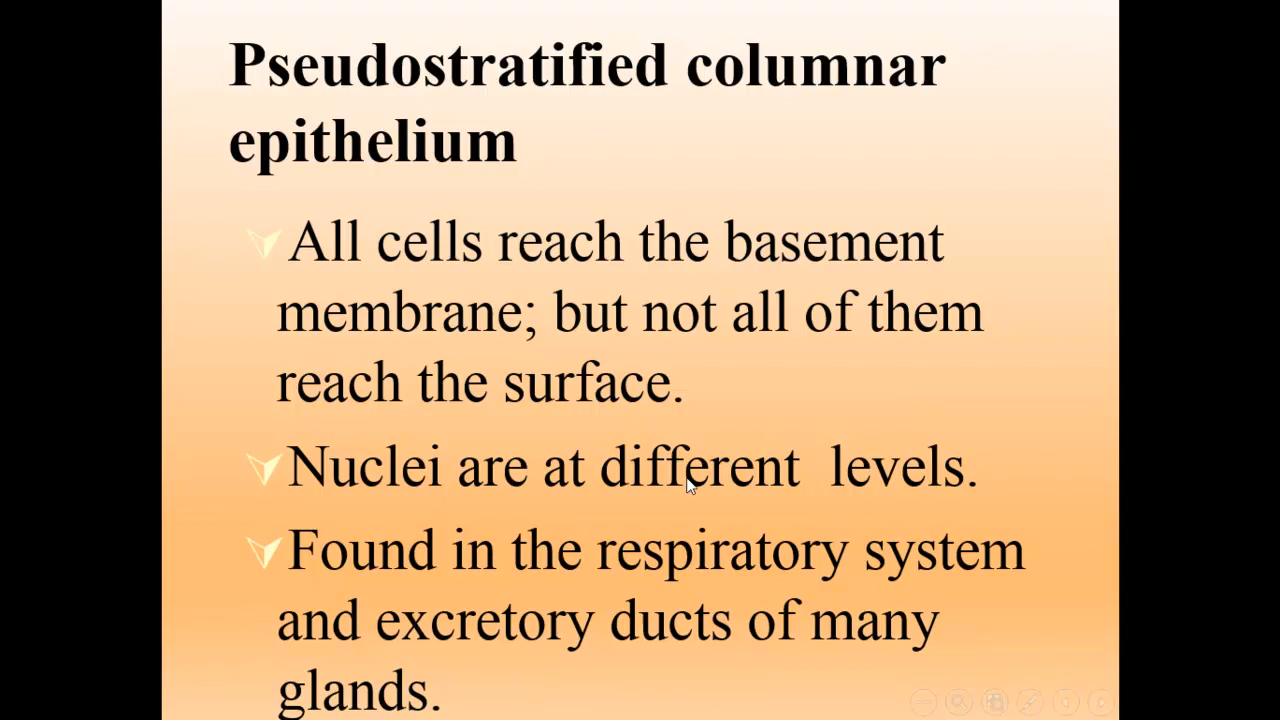 Pseudostratified columnar
epithelium
All cells reach the basement
membrane; but not all of them
reach the surface.
Nuclei are at different  levels.
Found in the respiratory system
and excretory ducts of many
glands.